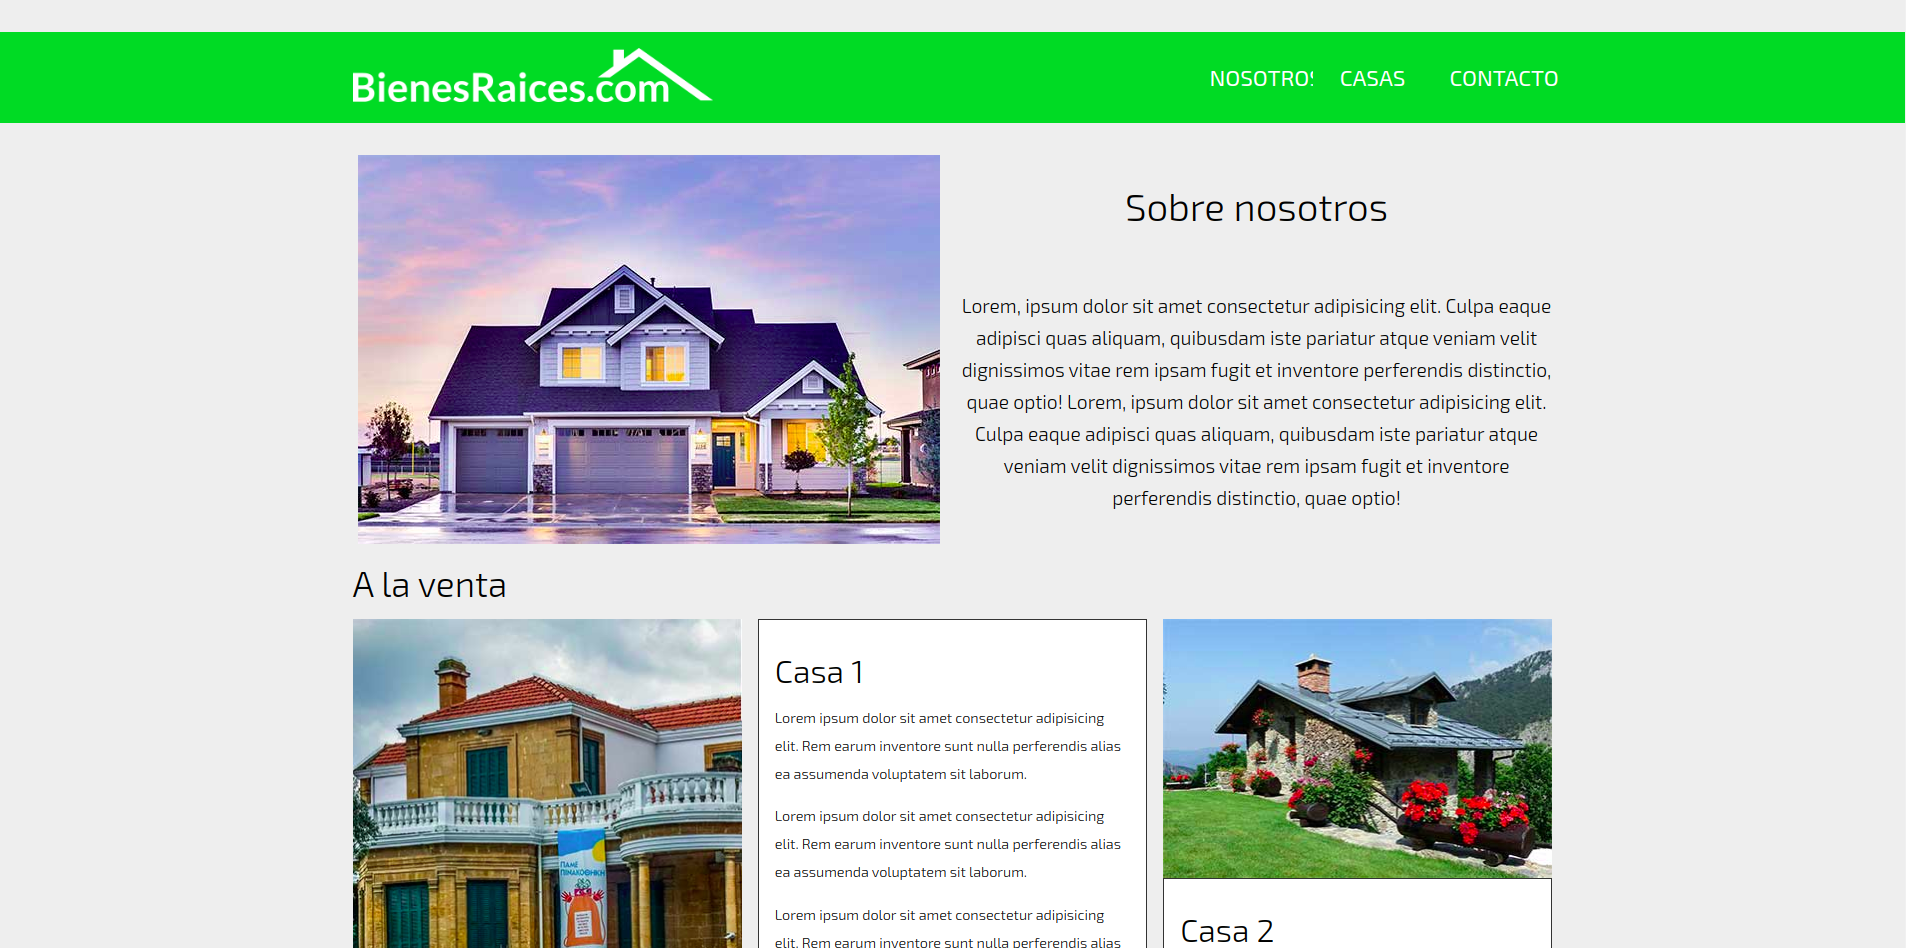 BienesRaices.com
NOSOTROS CASAS CONTACTO
Sobre nosotros
Lorem, ipsum dolor sit amet consectetur adipisicing elit. Culpa eaque
adipisci quas aliquam, quibusdam iste pariatur atque veniam velit
dignissimos vitae rem ipsam fugit et inventore perferendis distinctio,
quae optio! Lorem, ipsum dolor sit amet consectetur adipisicing elit.
Culpa eaque adipisci quas aliquam, quibusdam iste pariatur atque
veniam velit dignissimos vitae rem ipsam fugit et inventore
perferendis distinctio, quae optio!
A la venta
ΠΑΜΕ
ΠΙΝΑΚΟΘΗΚΗ
Casa 1
Lorem ipsum dolor sit amet consectetur adipisicing
elit. Rem earum inventore sunt nulla perferendis alias
ea assumenda voluptatem sit laborum.
Lorem ipsum dolor sit amet consectetur adipisicing
elit. Rem earum inventore sunt nulla perferendis alias
ea assumenda voluptatem sit laborum.
Lorem ipsum dolor sit amet consectetur adipisicing
elit. Rem earum inventore sunt nulla perferendis alias
Casa 2